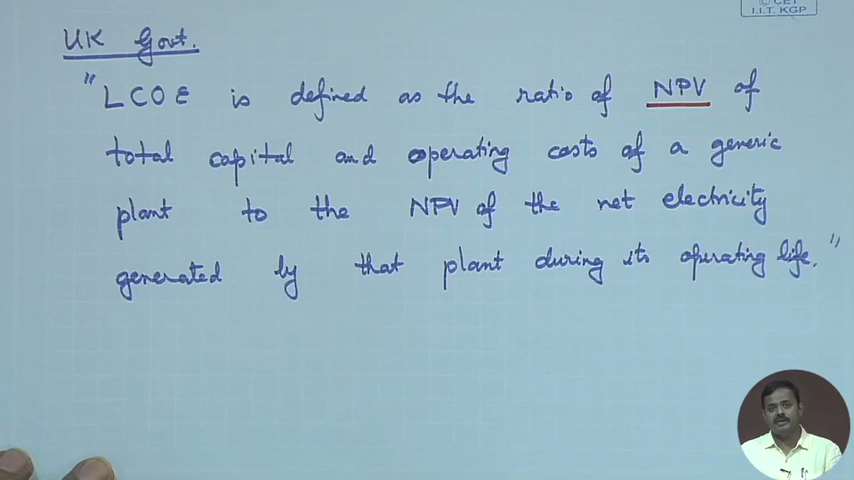 © CET
I.I.T. KGP
UK Govt.
"LCOE is defined as the ratio of NPV of
total capital and operating costs of a generic
plant to the NPV of the net electricity
generated by that plant during its operating life."